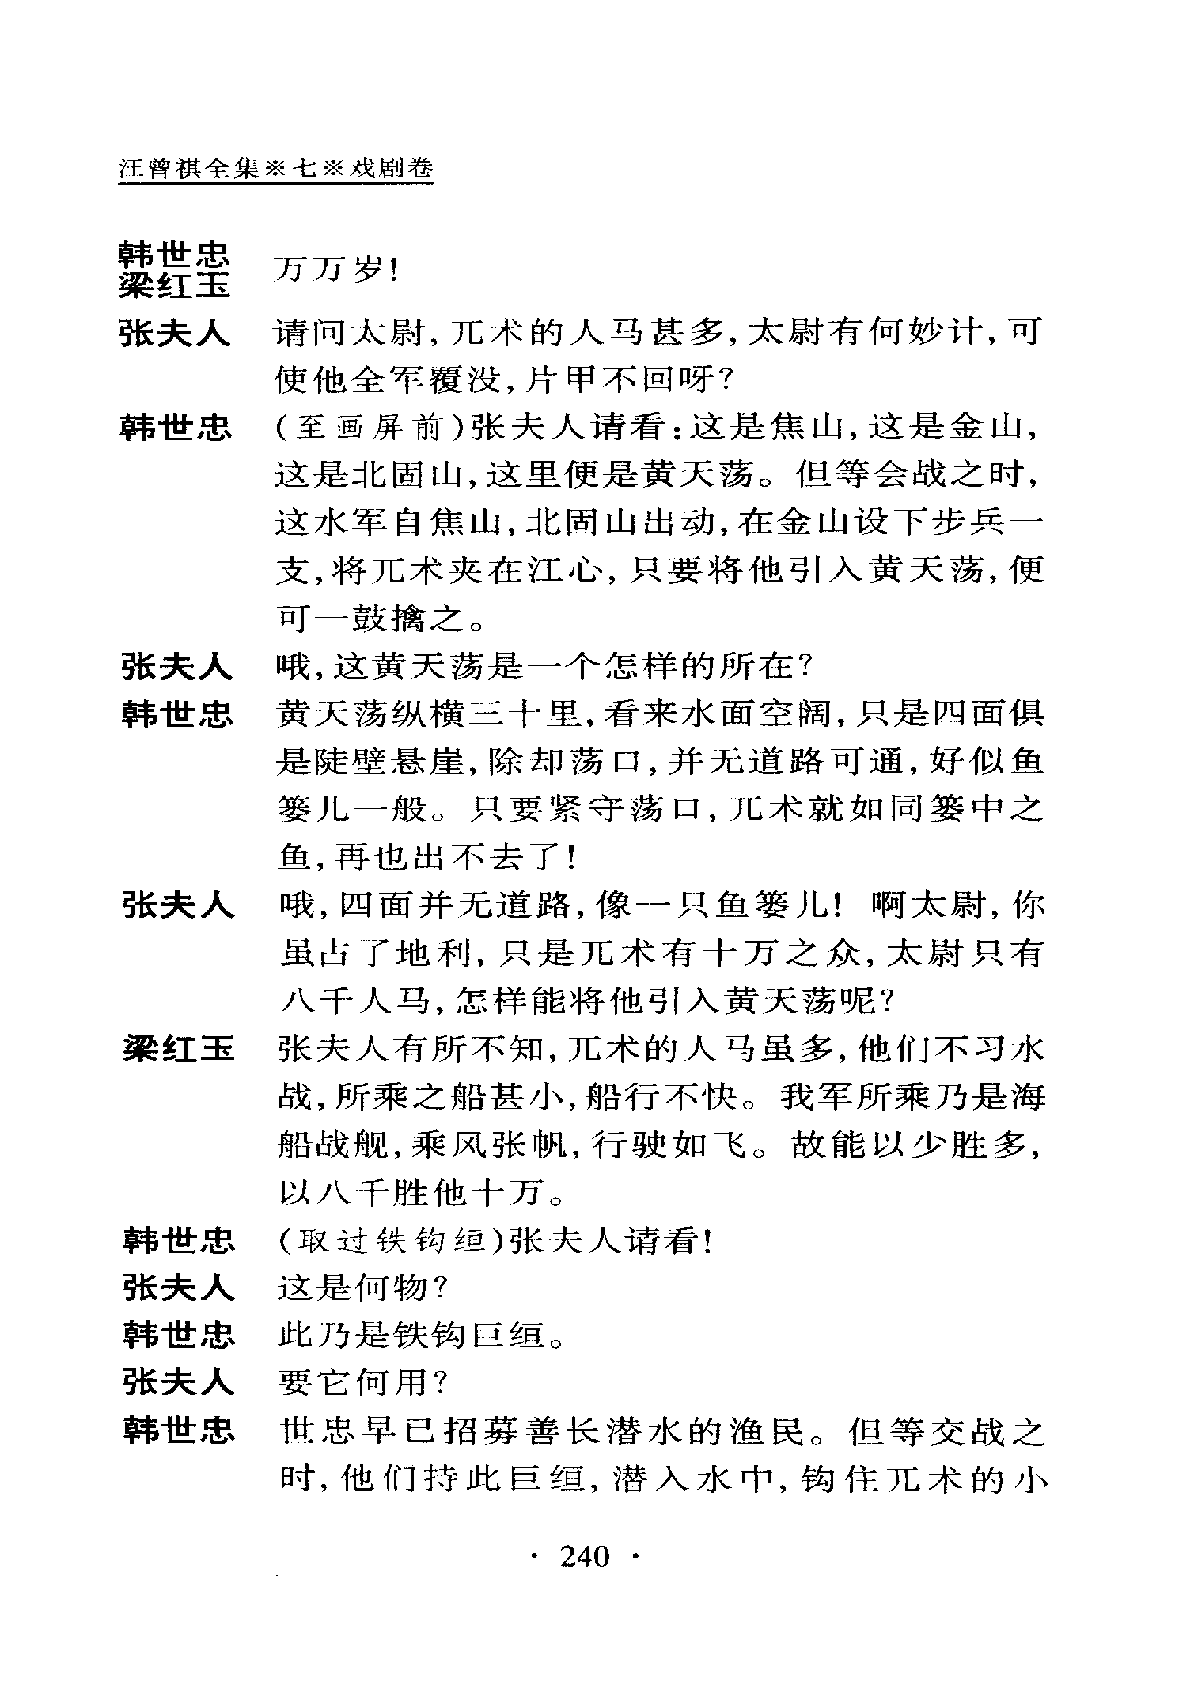 汪曾祺全集※七※戏剧卷
韩世忠
梁红玉 万万岁!
张夫人 请问太尉,兀术的人马甚多,太尉有何妙计,可
使他全军覆没,片甲不回呀?
韩世忠 (至画屏前)张夫人请看:这是焦山,这是金山,
这是北固山,这里便是黄天荡。但等会战之时,
这水军自焦山,北固山出动,在金山设下步兵一
支,将兀术夹在江心,只要将他引入黄天荡,便
可一鼓擒之。
张夫人 哦,这黄天荡是一个怎样的所在?
韩世忠 黄天荡纵横三十里,看来水面空阔,只是四面俱
是陡壁悬崖,除却荡口,并无道路可通,好似鱼
篓儿一般。只要紧守荡口,兀术就如同篓中之
鱼,再也出不去了!
张夫人 哦,四面并无道路,像一只鱼篓儿!啊太尉,你
虽占了地利,只是兀术有十万之众,太尉只有
八千人马,怎样能将他引入黄天荡呢?
梁红玉 张夫人有所不知,兀术的人马虽多,他们不习水
战,所乘之船甚小,船行不快。我军所乘乃是海
船战舰,乘风张帆,行驶如飞。故能以少胜多,
以八千胜他十万。
韩世忠 (取过铁钩绠)张夫人请看!
张夫人 这是何物?
韩世忠 此乃是铁钩巨绠。
张夫人 要它何用?
韩世忠 世忠早已招募善长潜水的渔民。但等交战之
时,他们持此巨绠,潜入水中,钩住兀术的小
· 240 ·